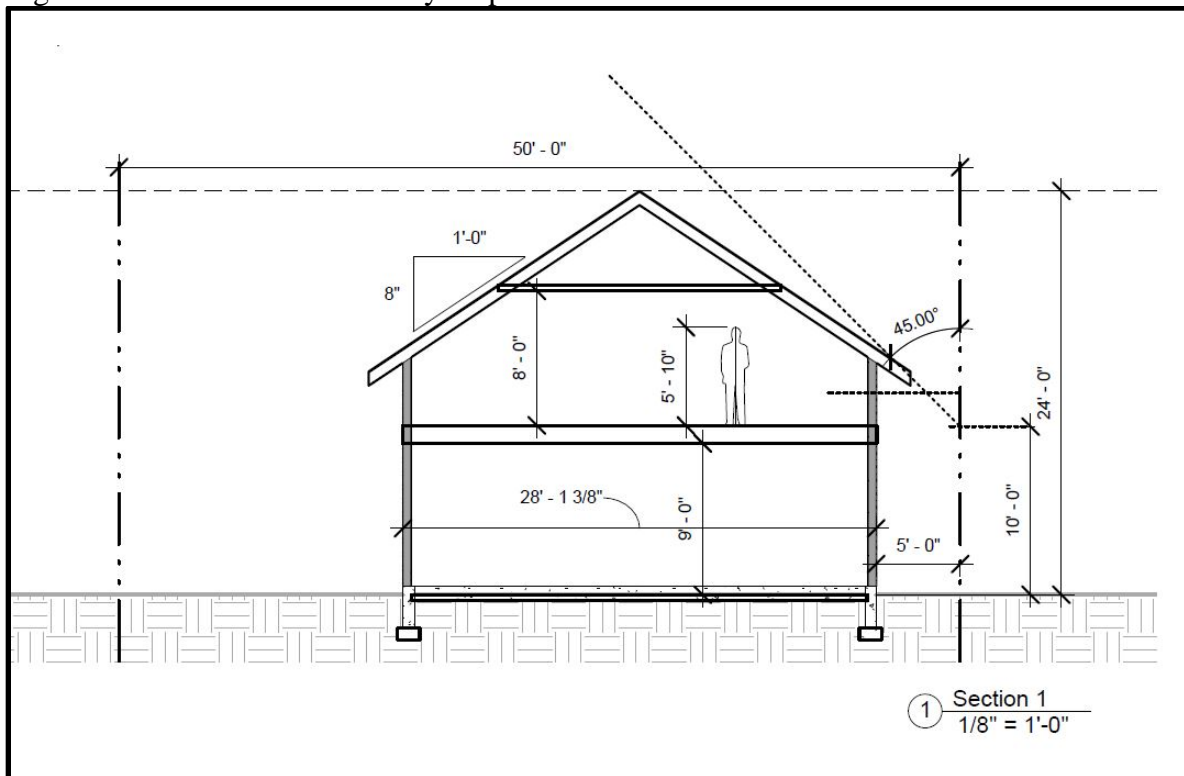 50' - 0"
1'-0"
8"
45.00°
8' - 0"
5' - 10"
24' - 0"
28' - 1 3/8"
9' - 0"
10' - 0"
5' - 0"
1
Section 1
1/8" = 1'-0"